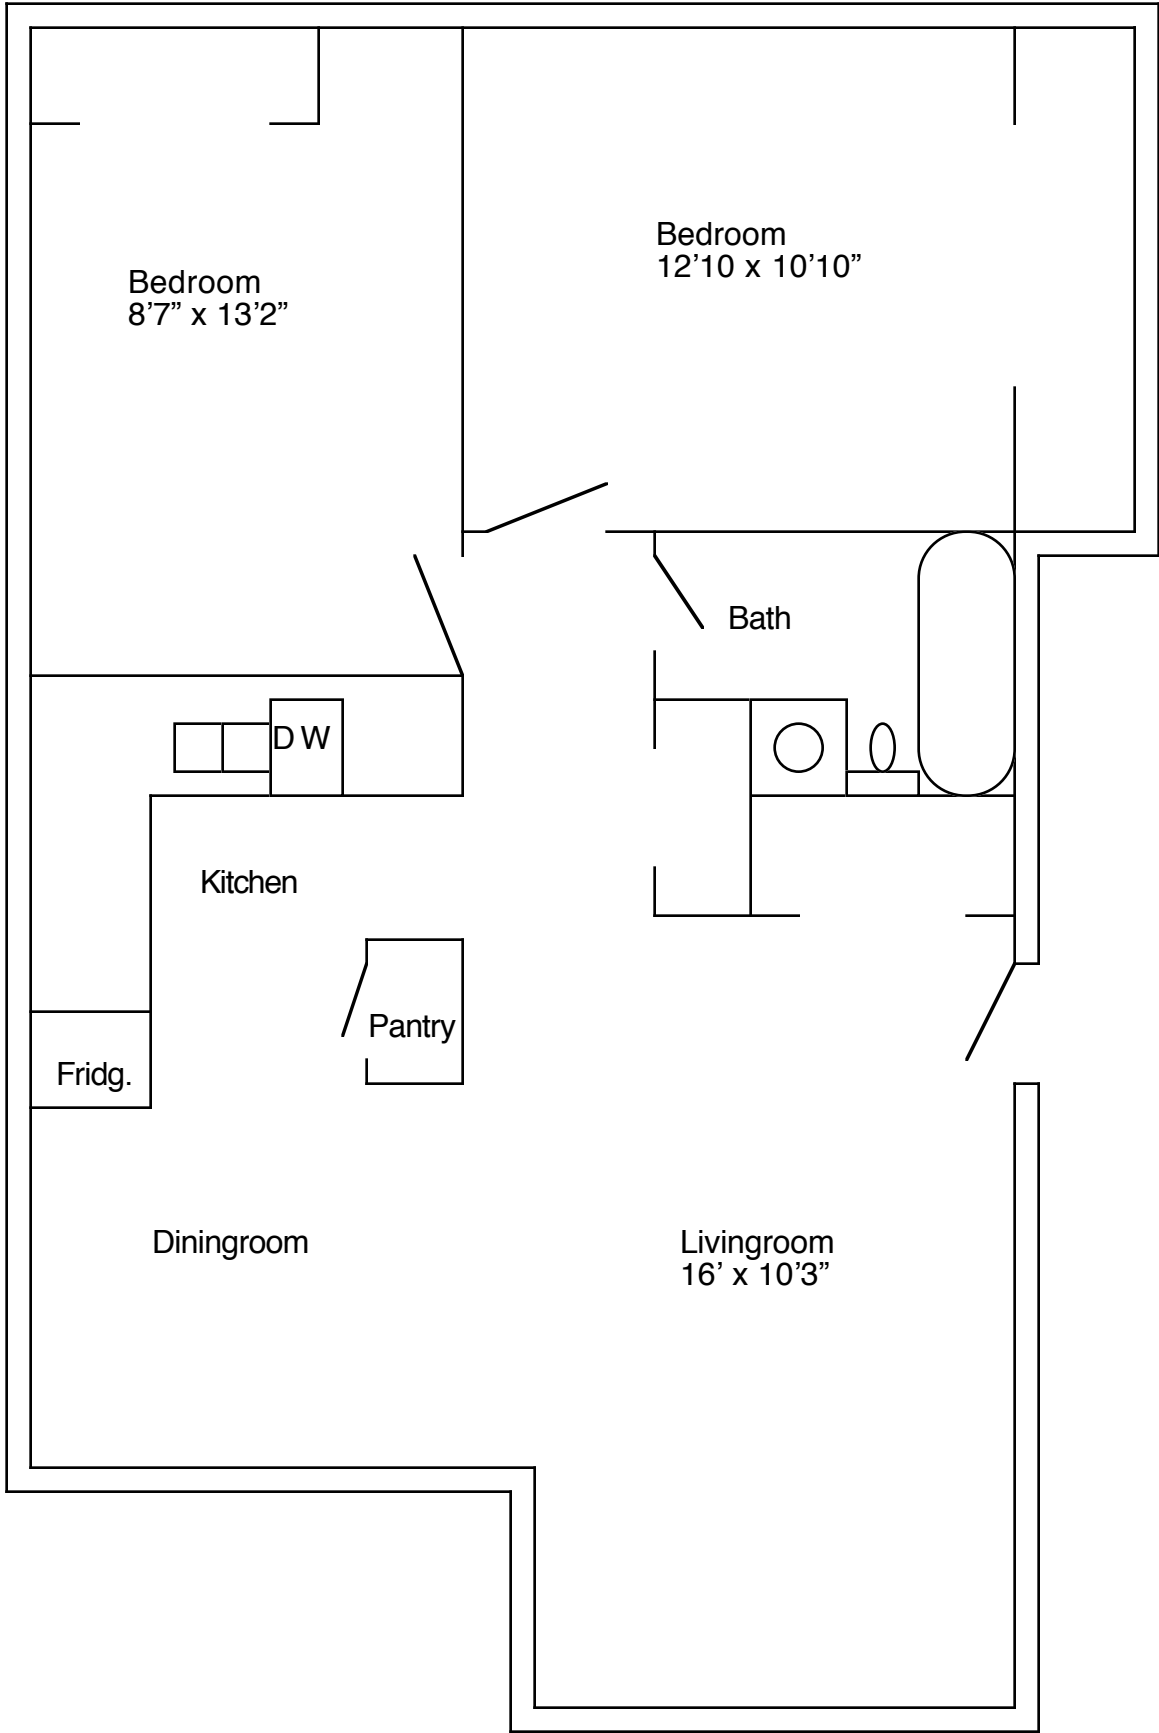 Bedroom
12’10 x 10’10”
Bedroom
8’7” x 13’2”
Bath
D W
Kitchen
Pantry
Fridg.
Diningroom
Livingroom
16’ x 10’3”